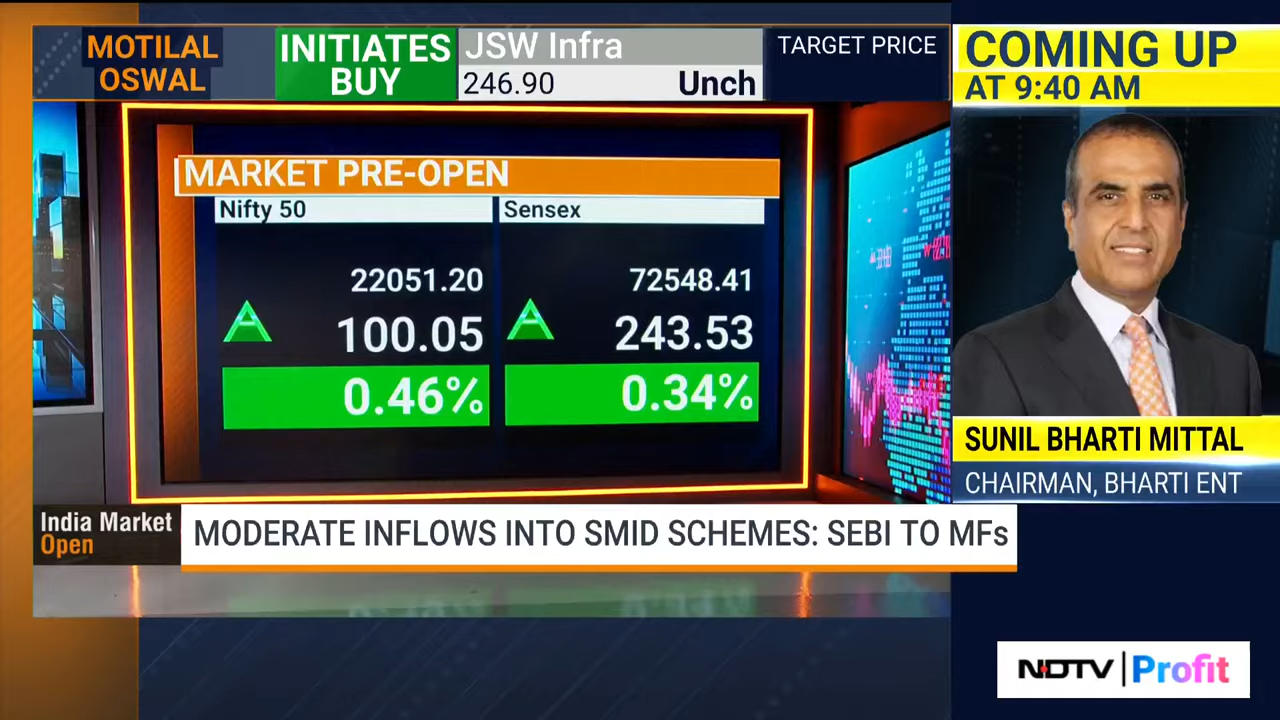 MOTILAL
OSWAL
INITIATES
BUY
JSW Infra
246.90 Unch
TARGET PRICE
COMING UP
AT 9:40 AM
MARKET PRE-OPEN
Nifty 50
22051.20
100.05
0.46%
Sensex
72548.41
243.53
0.34%
SUNIL BHARTI MITTAL
CHAIRMAN, BHARTI ENT
India Market
Open
MODERATE INFLOWS INTO SMID SCHEMES: SEBI TO MFs
NDTV Profit